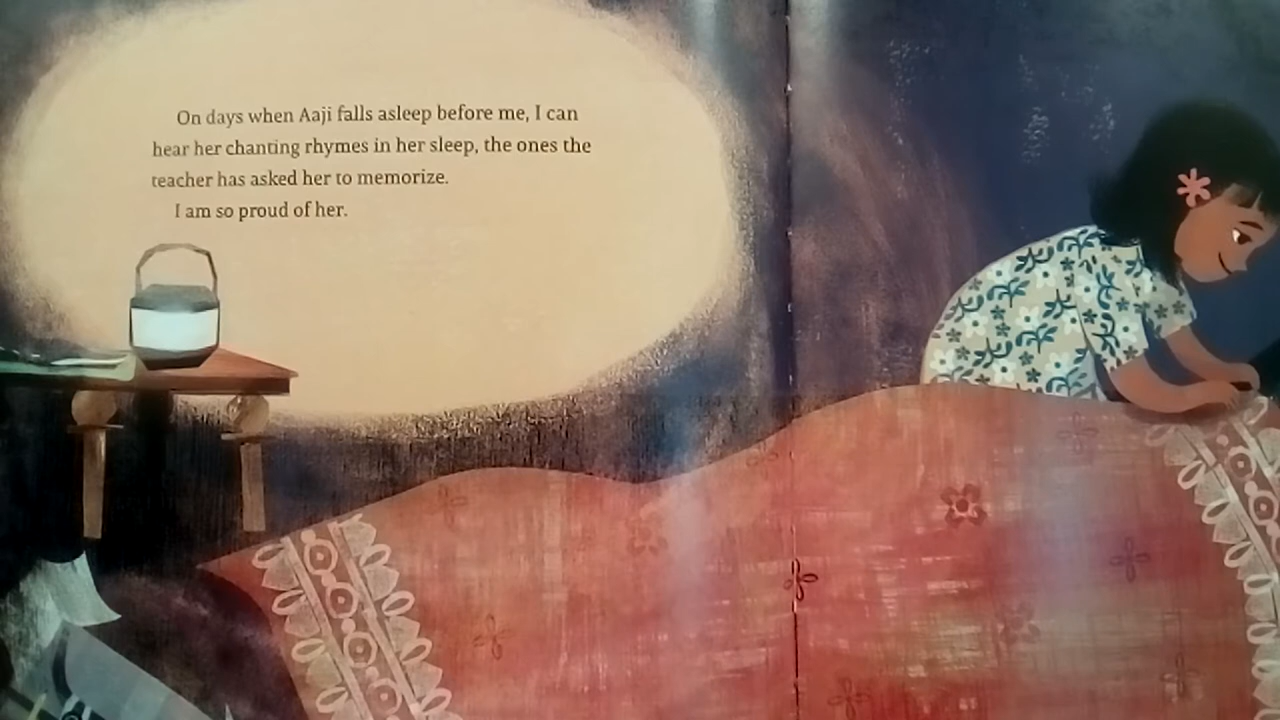 On days when Aaji falls asleep before me, I can
hear her chanting rhymes in her sleep, the ones the
teacher has asked her to memorize.
I am so proud of her.